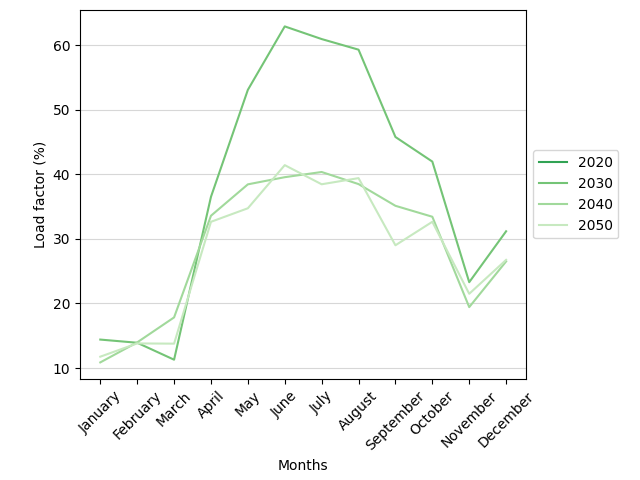 Load factor (%)
60
50
40
30
20
10
January
February
March
April
May
June
July
August
September
October
November
December
Months
2020
2030
2040
2050